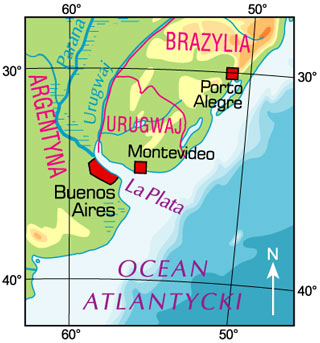 60°
50°
BRAZYLIA
Parana
30°
30°
Urugwaj
Porto
Alegre
ARGENTYNA
URUGWAJ
Montevideo
Buenos
Aires
La Plata
OCEAN
ATLANTYCKI
N
40°
40°
60°
50°